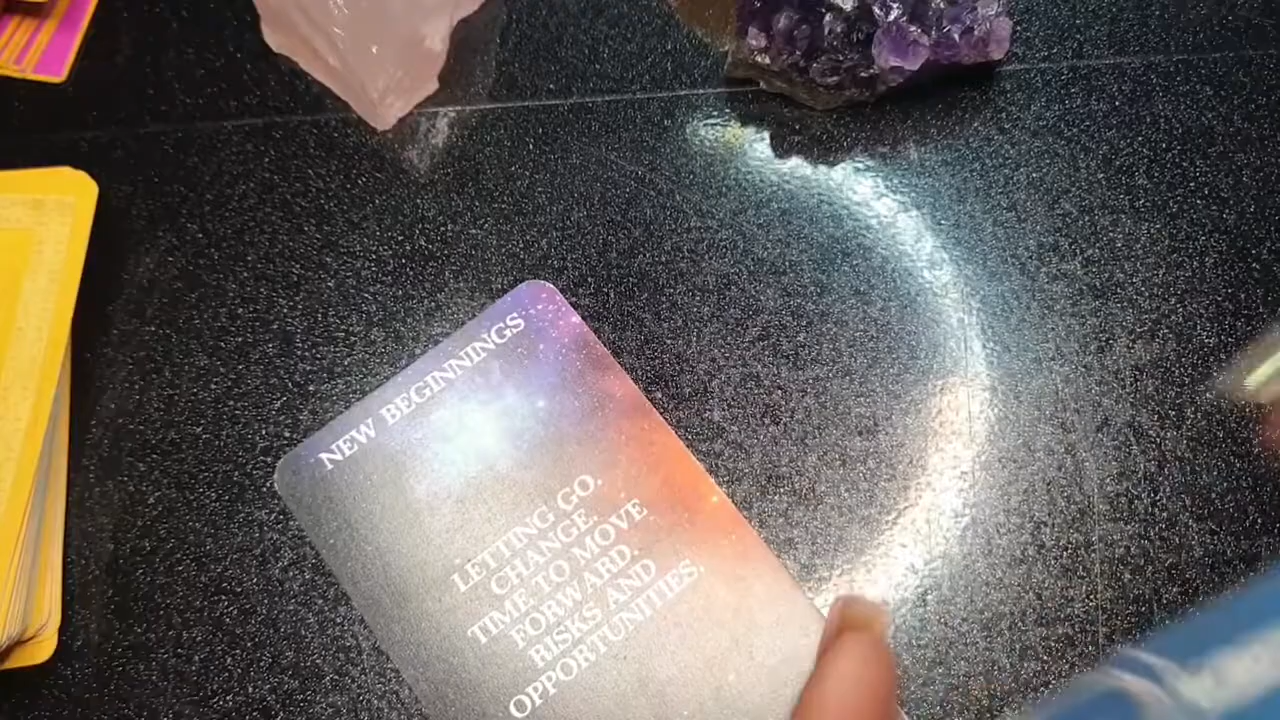 NEW BEGINNINGS
LETTING GO.
CHANGE.
TIME TO MOVE
FORWARD.
RISKS AND
OPPORTUNITIES.